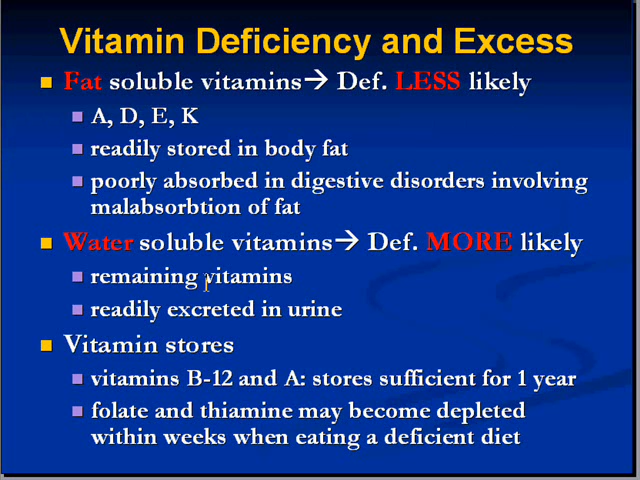 Vitamin Deficiency and Excess
Fat soluble vitamins→ Def. LESS likely
A, D, E, K
readily stored in body fat
poorly absorbed in digestive disorders involving
malabsorbtion of fat
Water soluble vitamins→ Def. MORE likely
remaining vitamins
readily excreted in urine
Vitamin stores
vitamins B-12 and A: stores sufficient for 1 year
folate and thiamine may become depleted
within weeks when eating a deficient diet